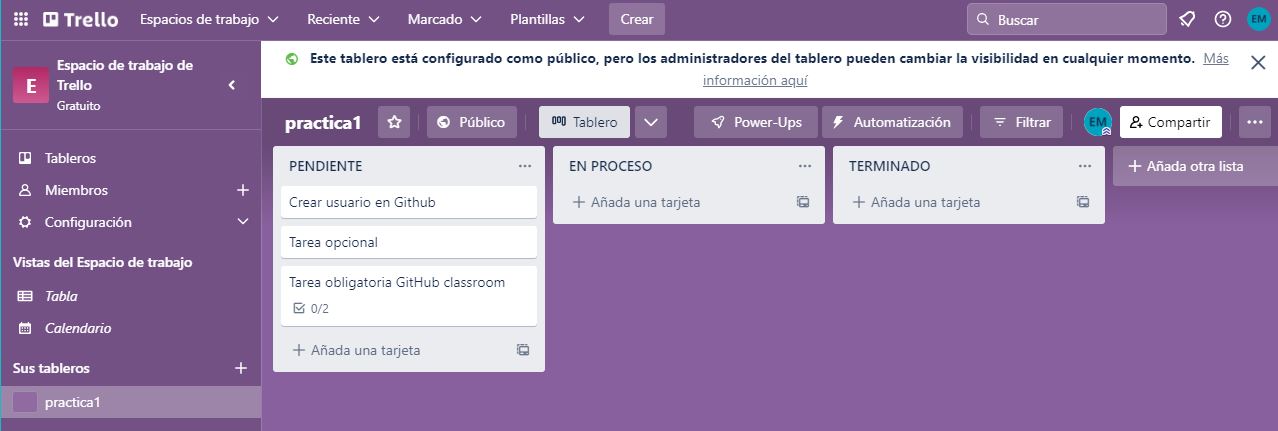 Trello Espacios de trabajo Reciente Marcado Plantillas Crear Buscar EM
E Espacio de trabajo de Trello
Gratuito
Este tablero está configurado como público, pero los administradores del tablero pueden cambiar la visibilidad en cualquier momento. Más
información aquí
practica1 Público Tablero Power-Ups Automatización Filtrar EM Compartir
Tableros
Miembros
Configuración
Vistas del Espacio de trabajo
Tabla
Calendario
Sus tableros
practica1
PENDIENTE
Crear usuario en Github
Tarea opcional
Tarea obligatoria GitHub classroom
0/2
Añada una tarjeta
EN PROCESO
Añada una tarjeta
TERMINADO
Añada una tarjeta
Añada otra lista